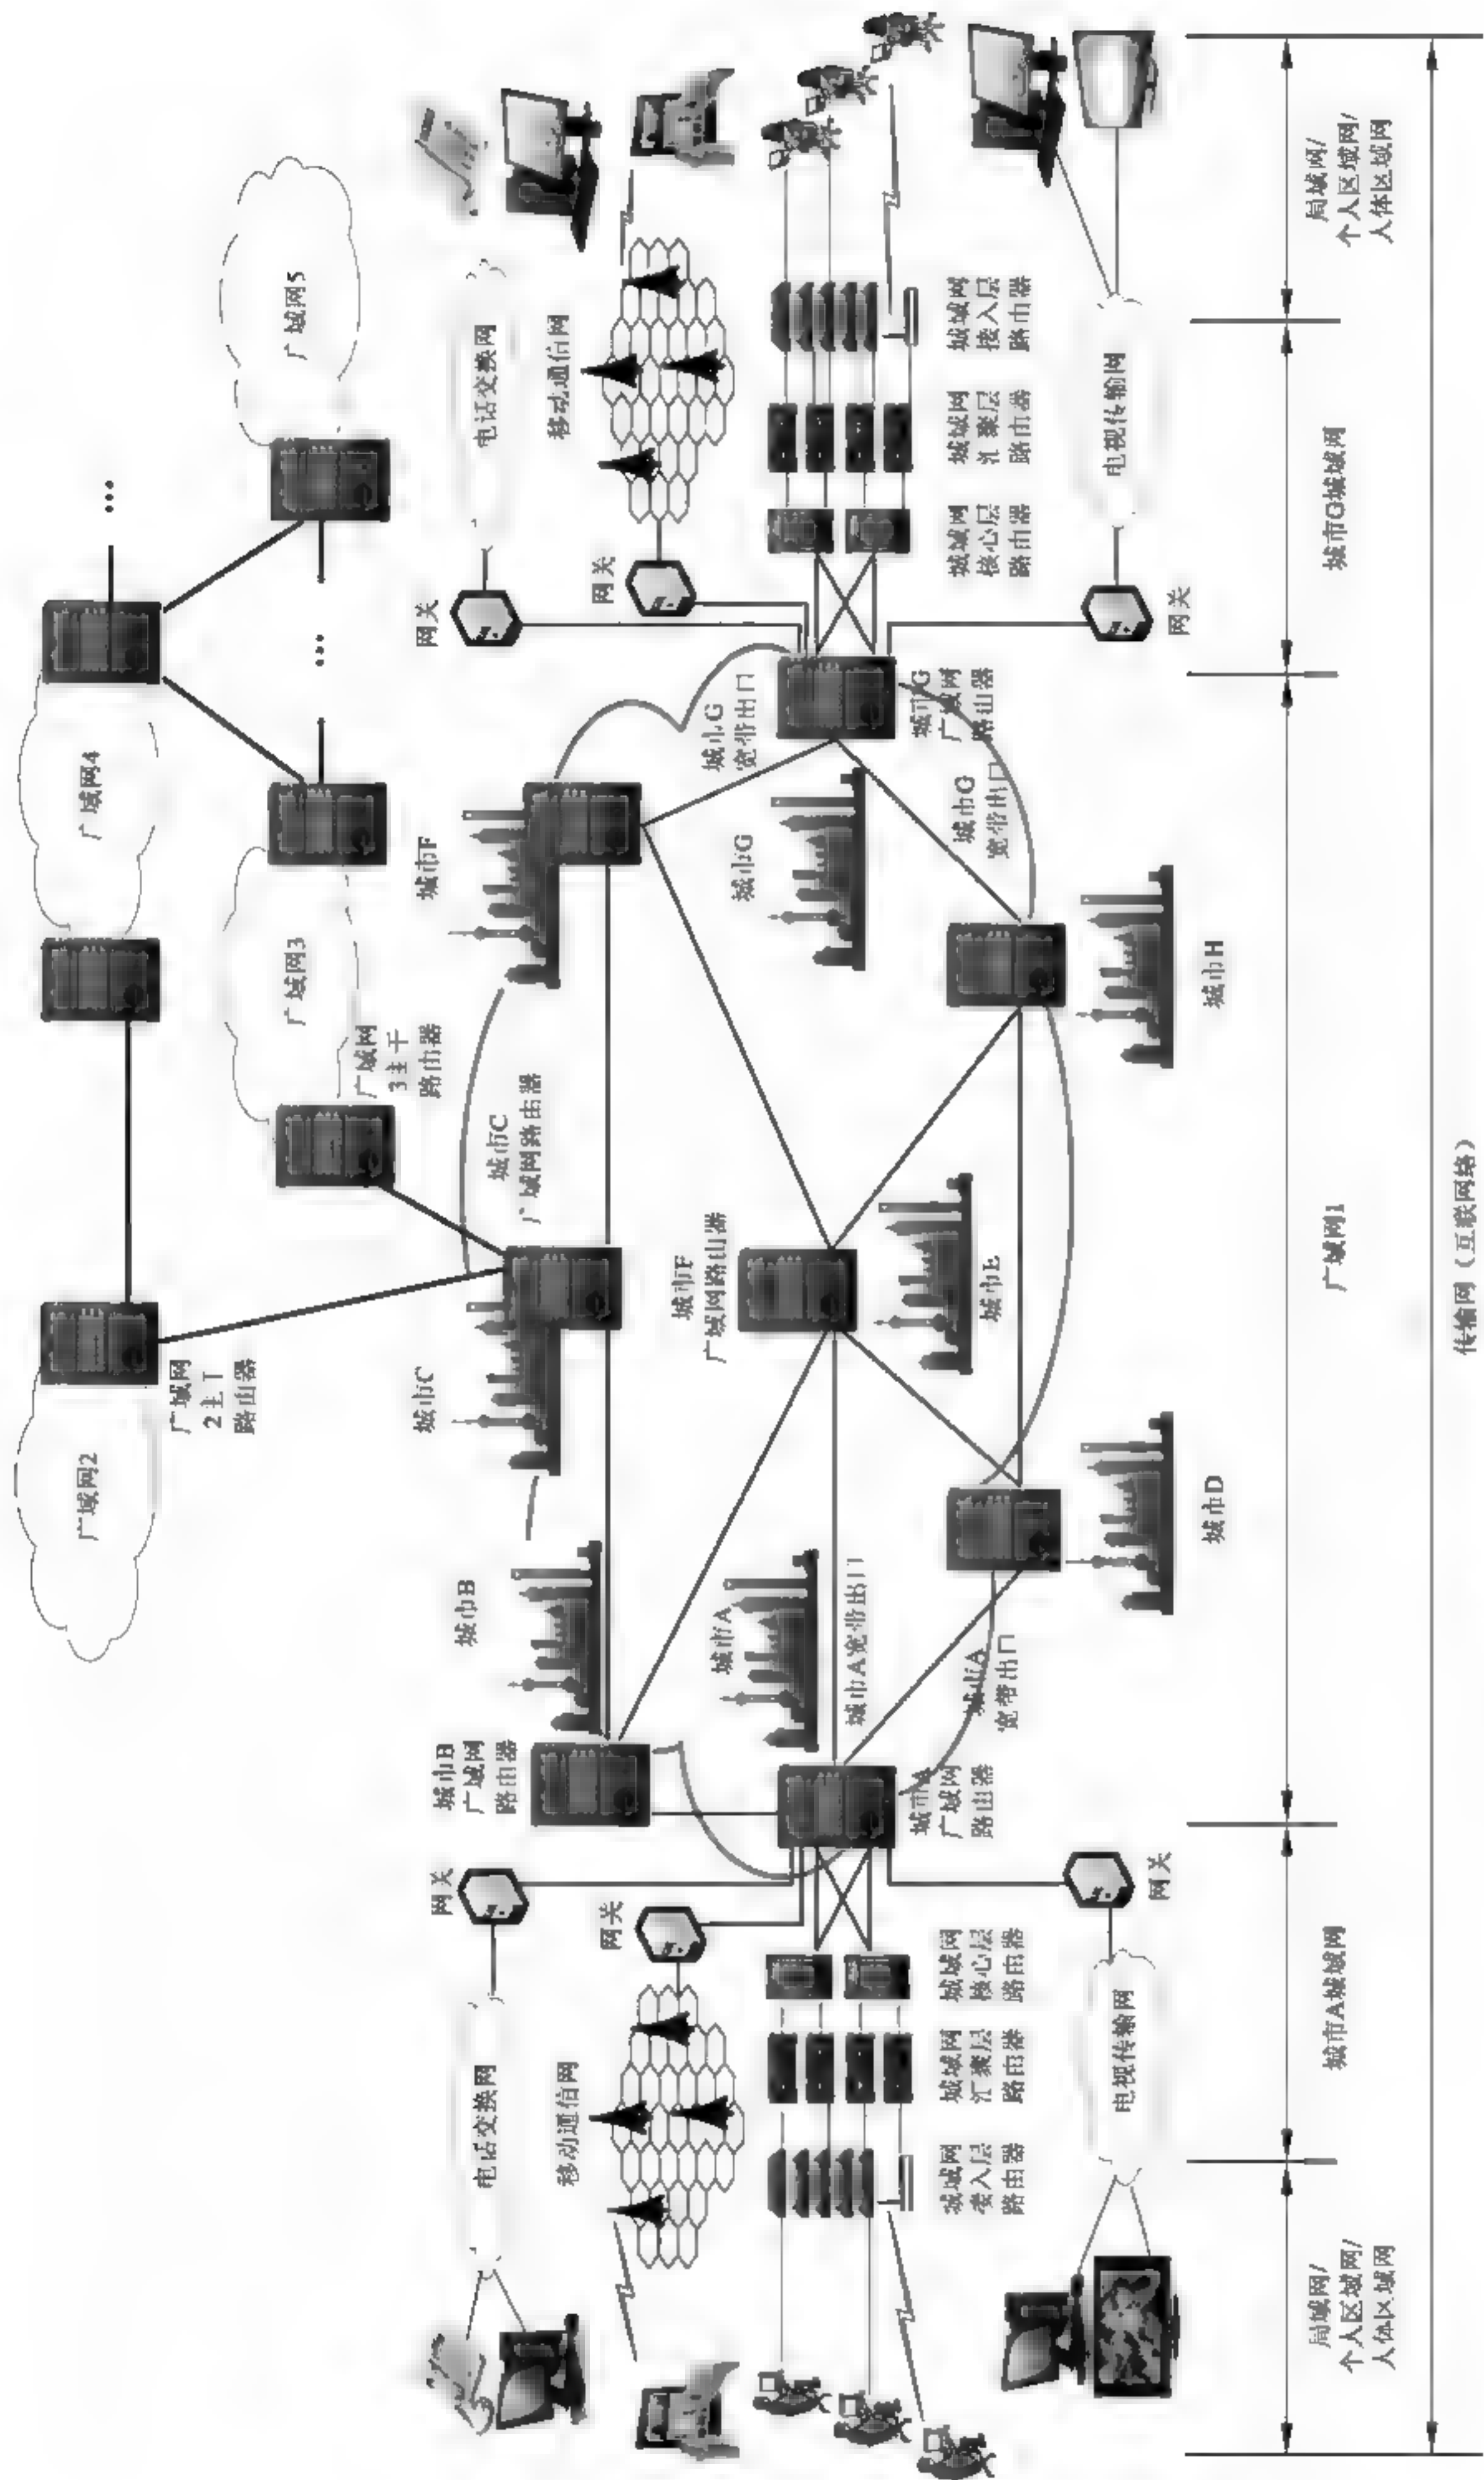 广域网2
广域网
路由器
广域网4
…
广域网3
广域网
3主干
路由器
…
广域网5
城市B
城市C
城市C
广域网路由器
城市F
城市B
广域网
路由器
城市A
城市A宽带出口
广域网路由器
城市G
城市G
宽带出口
网关
电话交换网
网关
移动通信网
城市A
广域网
路由器
城市A
宽带出口
城市D
城市E
城市H
城市G
宽带出口
城市G
广域网
路由器
网关
电话交换网
网关
移动通信网
城域网
接入层
路由器
城域网
汇聚层
路由器
城域网
核心层
路由器
城域网
核心层
路由器
城域网
汇聚层
路由器
城域网
接入层
路由器
电视传输网
网关
网关
电视传输网
局域网/
个人区域网/
人体区域网
城市A城域网
广域网1
城市G城域网
局域网/
个人区域网/
人体区域网
传输网（互联网络）